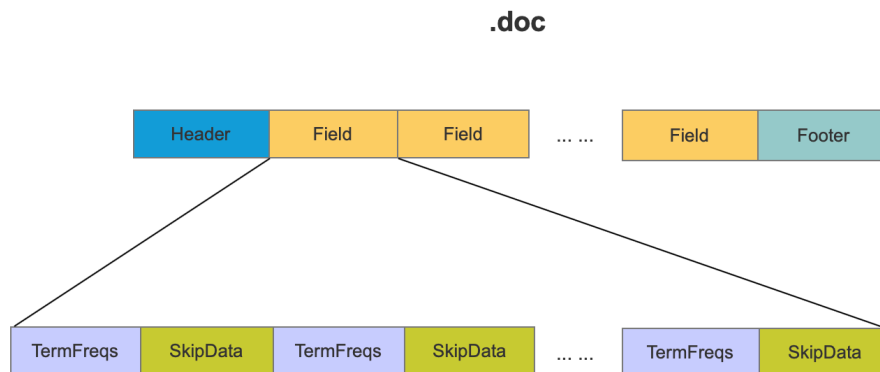 .doc
Header Field Field ... ... Field Footer
TermFreqs SkipData TermFreqs SkipData ... ... TermFreqs SkipData